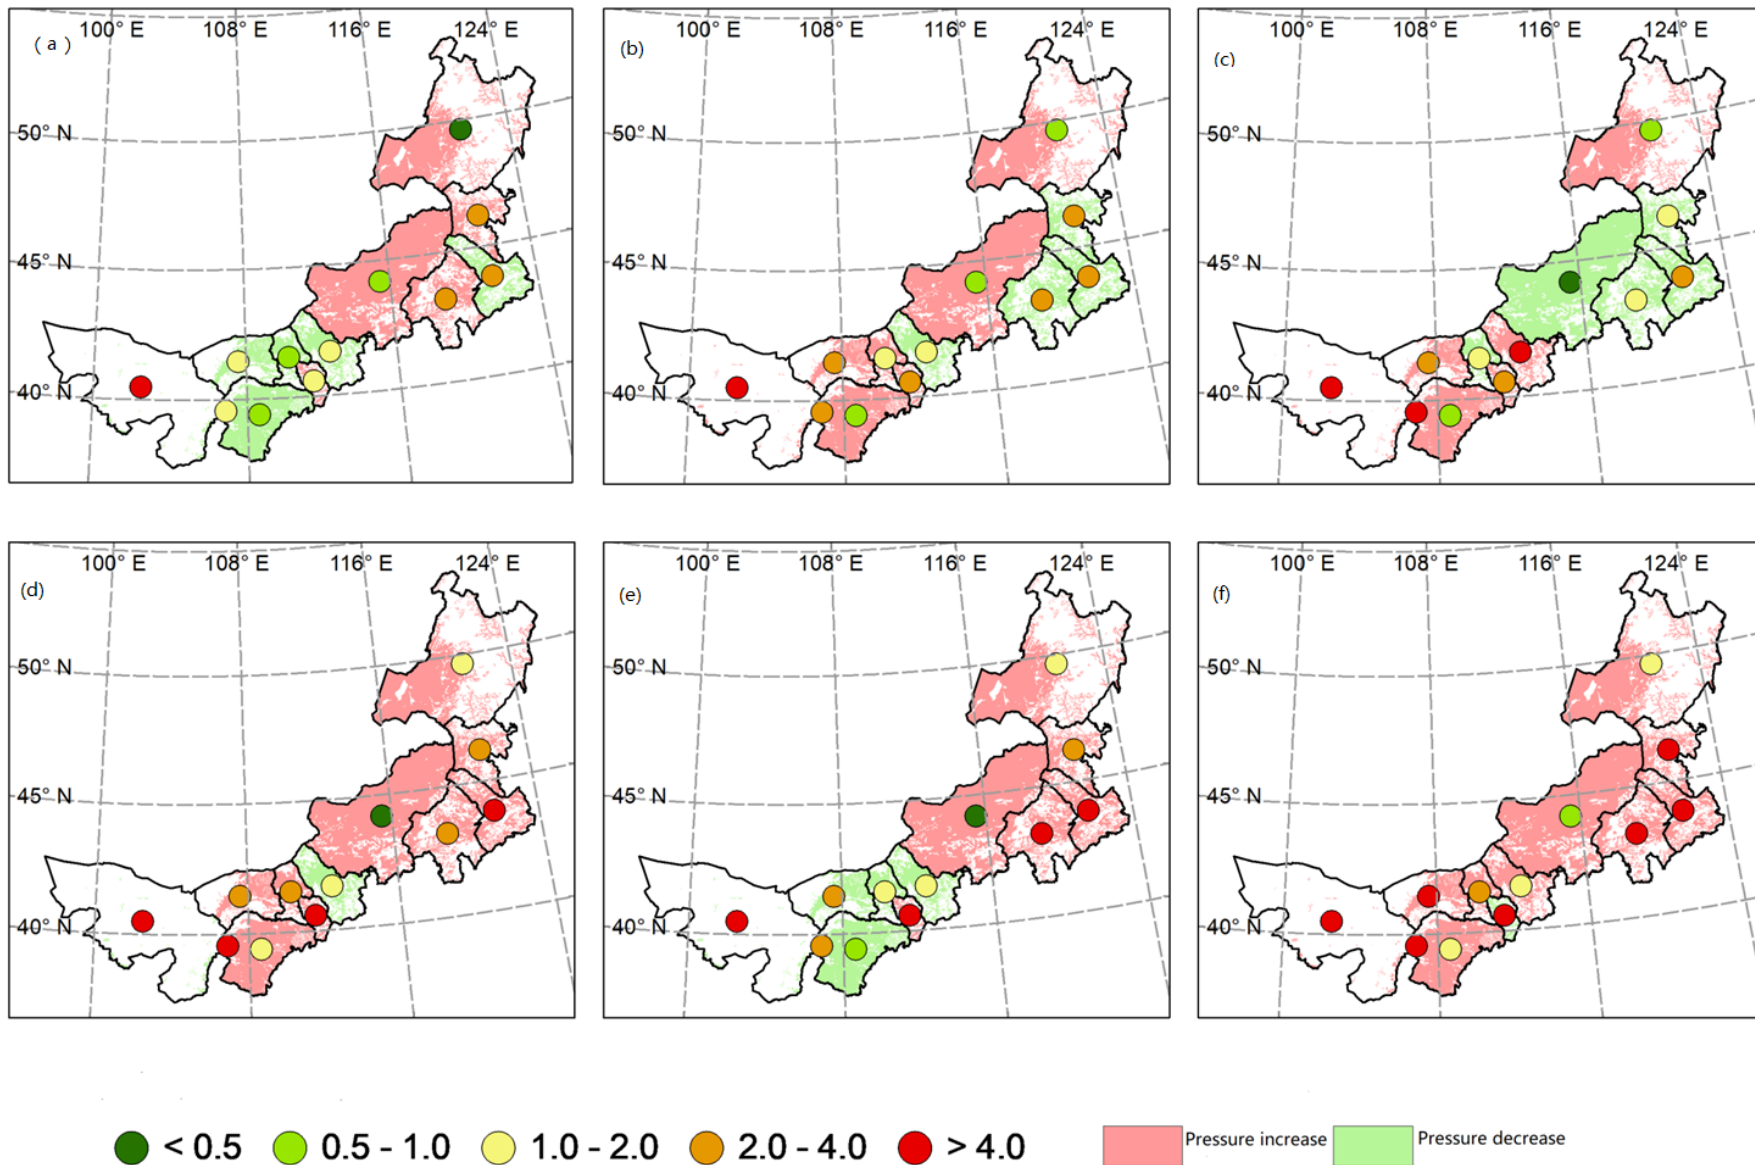 100° E 108° E 116° E 124° E
(a)
50° N
45° N
40° N
100° E 108° E 116° E 124° E
(b)
50° N
45° N
40° N
100° E 108° E 116° E 124° E
(c)
50° N
45° N
40° N
100° E 108° E 116° E 124° E
(d)
50° N
45° N
40° N
100° E 108° E 116° E 124° E
(e)
50° N
45° N
40° N
100° E 108° E 116° E 124° E
(f)
50° N
45° N
40° N
< 0.5 0.5 - 1.0 1.0 - 2.0 2.0 - 4.0 > 4.0 Pressure increase Pressure decrease